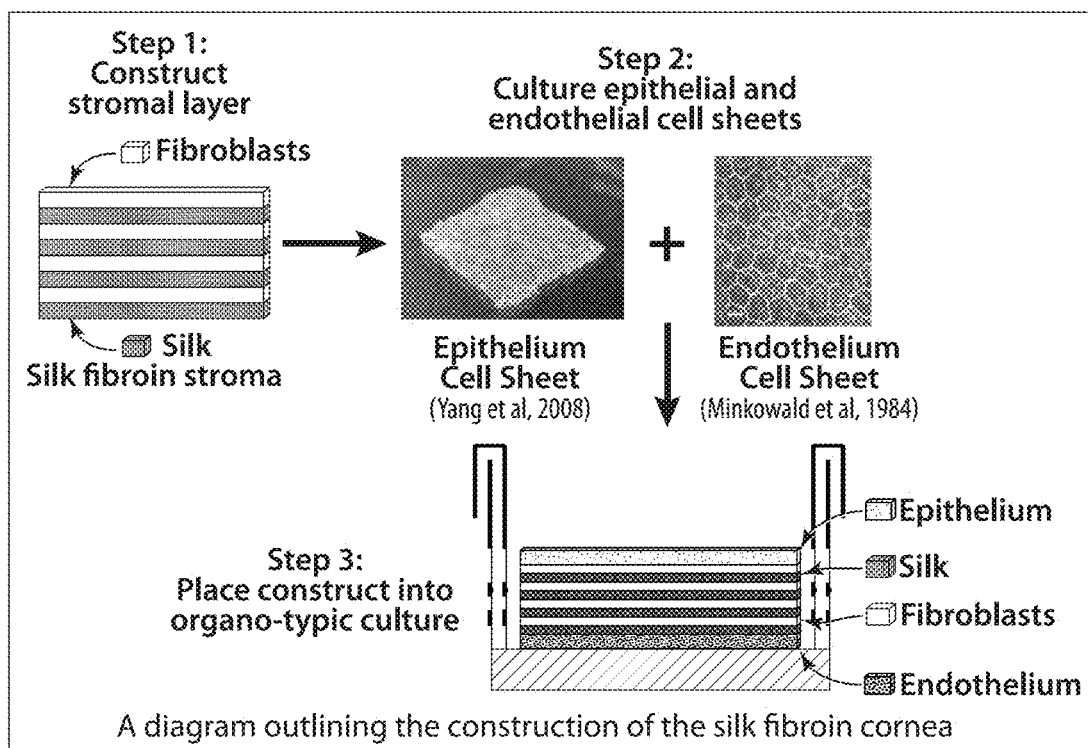 Step 1:
Construct
stromal layer
Fibroblasts
Silk
Silk fibroin stroma
Step 2:
Culture epithelial and
endothelial cell sheets
+
Epithelium
Cell Sheet
(Yang et al, 2008)
Endothelium
Cell Sheet
(Minkowald et al, 1984)
Step 3:
Place construct into
organo-typic culture
Epithelium
Silk
Fibroblasts
Endothelium
A diagram outlining the construction of the silk fibroin cornea